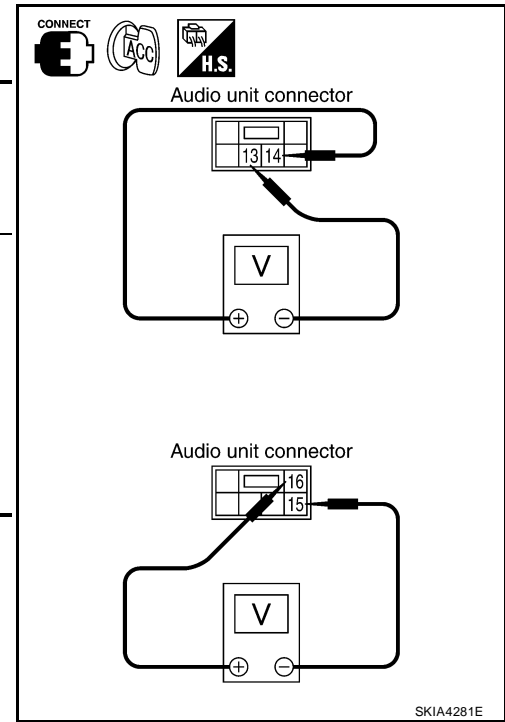 CONNECT
ACC
H.S.
Audio unit connector
13 14
V
+ −
Audio unit connector
16
15
V
+ −
SKIA4281E